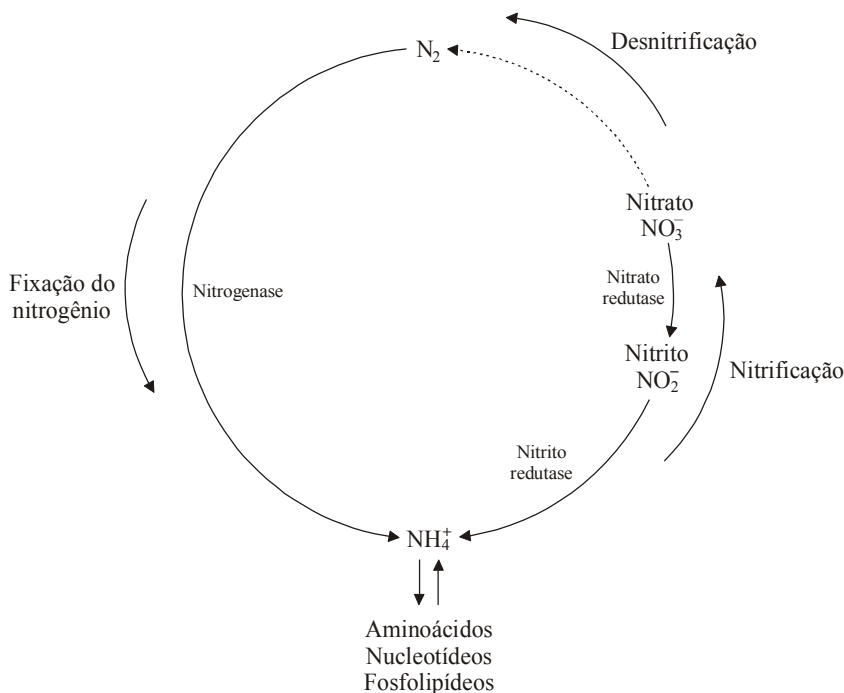 Desnitrificação
N₂
Nitrato
NO₃⁻
Nitrato
redutase
Fixação do
nitrogênio
Nitrogenase
Nitrito
NO₂⁻
Nitrificação
Nitrito
redutase
NH₄⁺
Aminoácidos
Nucleotídeos
Fosfolipídeos